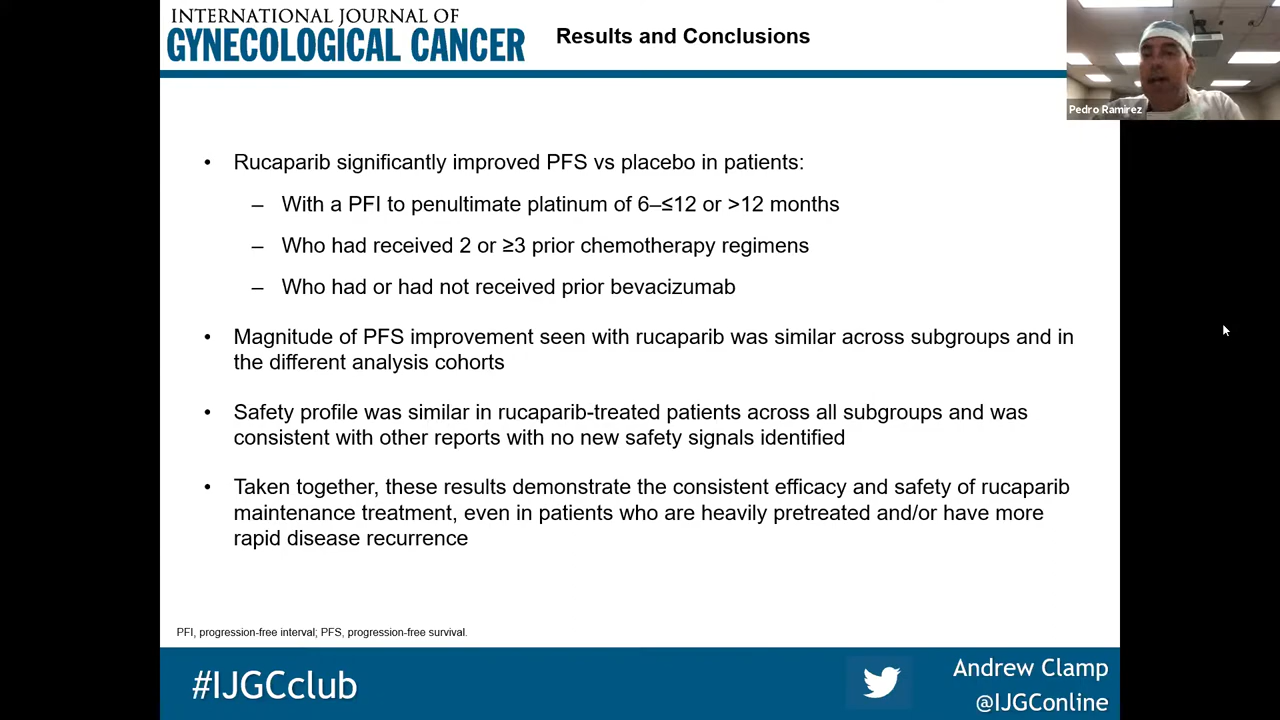 INTERNATIONAL JOURNAL OF
GYNECOLOGICAL CANCER
Results and Conclusions
Pedro Ramirez
• Rucaparib significantly improved PFS vs placebo in patients:
– With a PFI to penultimate platinum of 6–≤12 or >12 months
– Who had received 2 or ≥3 prior chemotherapy regimens
– Who had or had not received prior bevacizumab
• Magnitude of PFS improvement seen with rucaparib was similar across subgroups and in
the different analysis cohorts
• Safety profile was similar in rucaparib-treated patients across all subgroups and was
consistent with other reports with no new safety signals identified
• Taken together, these results demonstrate the consistent efficacy and safety of rucaparib
maintenance treatment, even in patients who are heavily pretreated and/or have more
rapid disease recurrence
PFI, progression-free interval; PFS, progression-free survival.
#IJGCclub
Andrew Clamp
@IJGConline